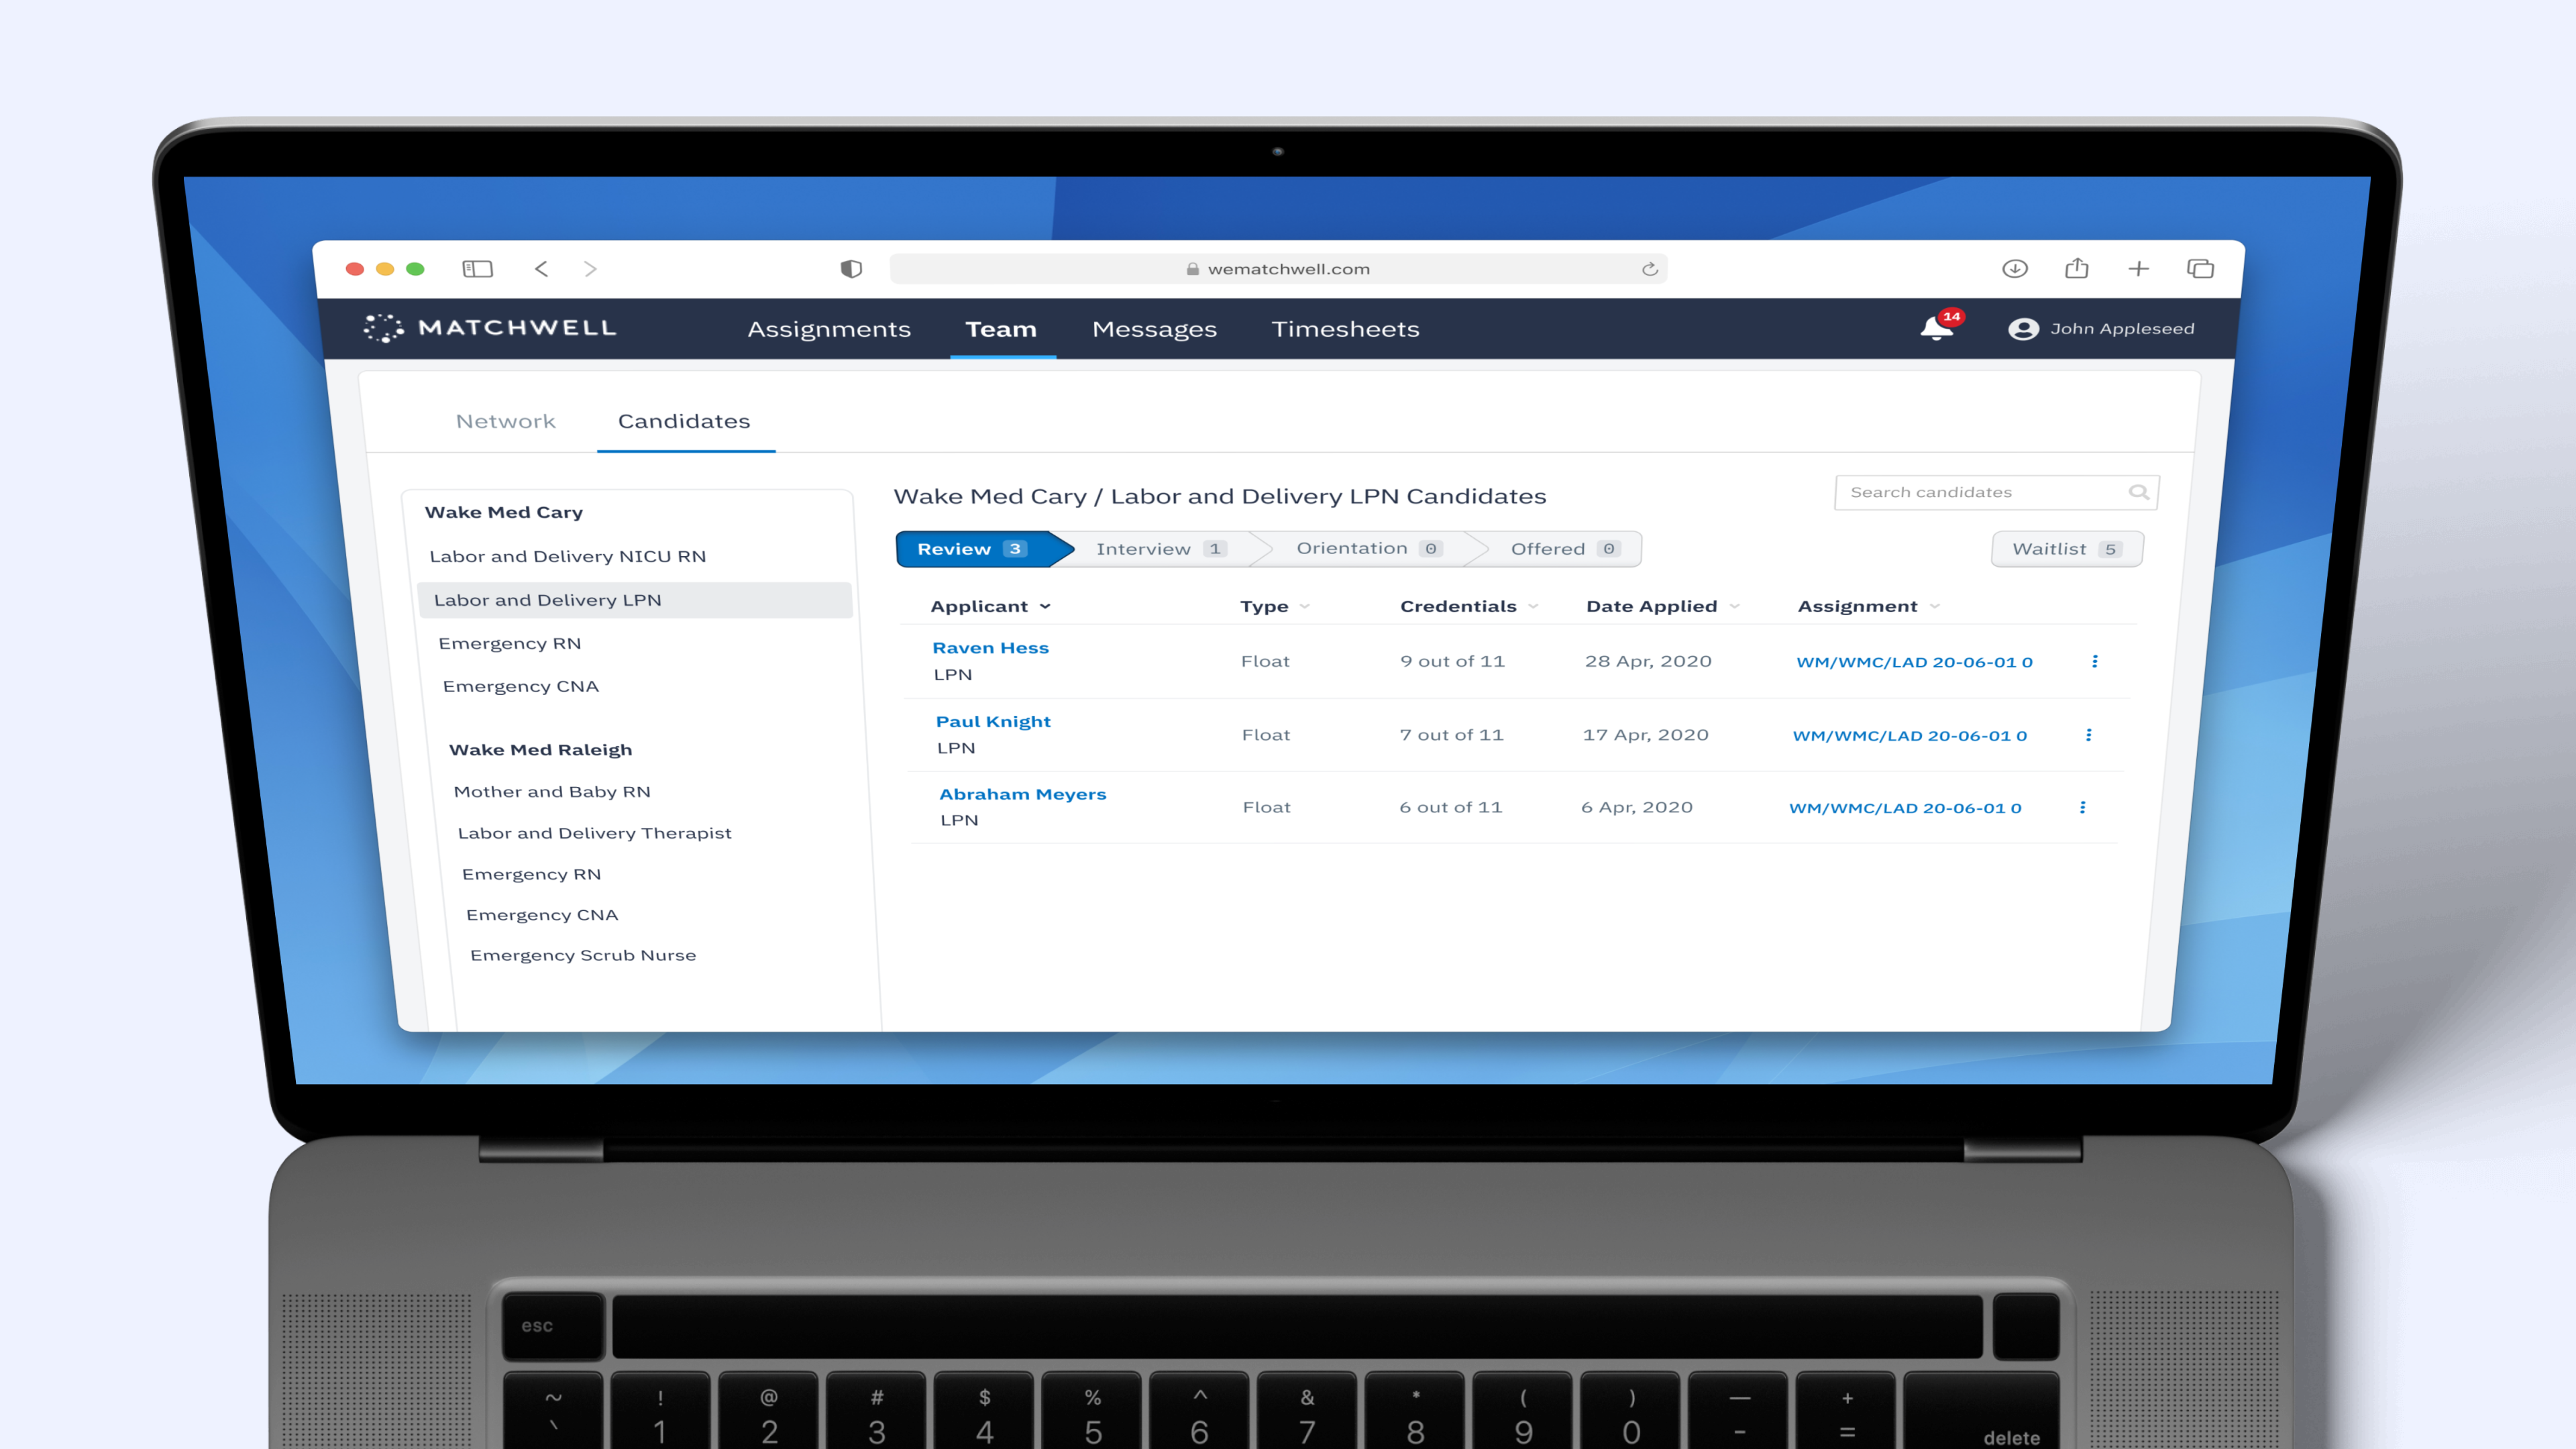 wematchwell.com
MATCHWELL Assignments Team Messages Timesheets 14 John Appleseed
Network Candidates
Wake Med Cary
Labor and Delivery NICU RN
Labor and Delivery LPN
Emergency RN
Emergency CNA
Wake Med Raleigh
Mother and Baby RN
Labor and Delivery Therapist
Emergency RN
Emergency CNA
Emergency Scrub Nurse
Wake Med Cary / Labor and Delivery LPN Candidates
Search candidates
Review 3 Interview 1 Orientation 0 Offered 0 Waitlist 5
Applicant Type Credentials Date Applied Assignment
Raven Hess
LPN
Float 9 out of 11 28 Apr, 2020 WM/WMC/LAD 20-06-01 0
Paul Knight
LPN
Float 7 out of 11 17 Apr, 2020 WM/WMC/LAD 20-06-01 0
Abraham Meyers
LPN
Float 6 out of 11 6 Apr, 2020 WM/WMC/LAD 20-06-01 0
esc
~ ! @ # $ % ^ & * ( ) — +
` 1 2 3 4 5 6 7 8 9 0 - = delete